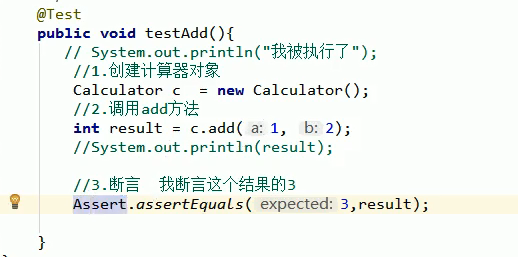 @Test
public void testAdd(){
// System.out.println("我被执行了");
//1.创建计算器对象
Calculator c  = new Calculator();
//2.调用add方法
int result = c.add( a: 1, b: 2);
//System.out.println(result);
//3.断言  我断言这个结果的3
Assert.assertEquals( expected: 3,result);
}